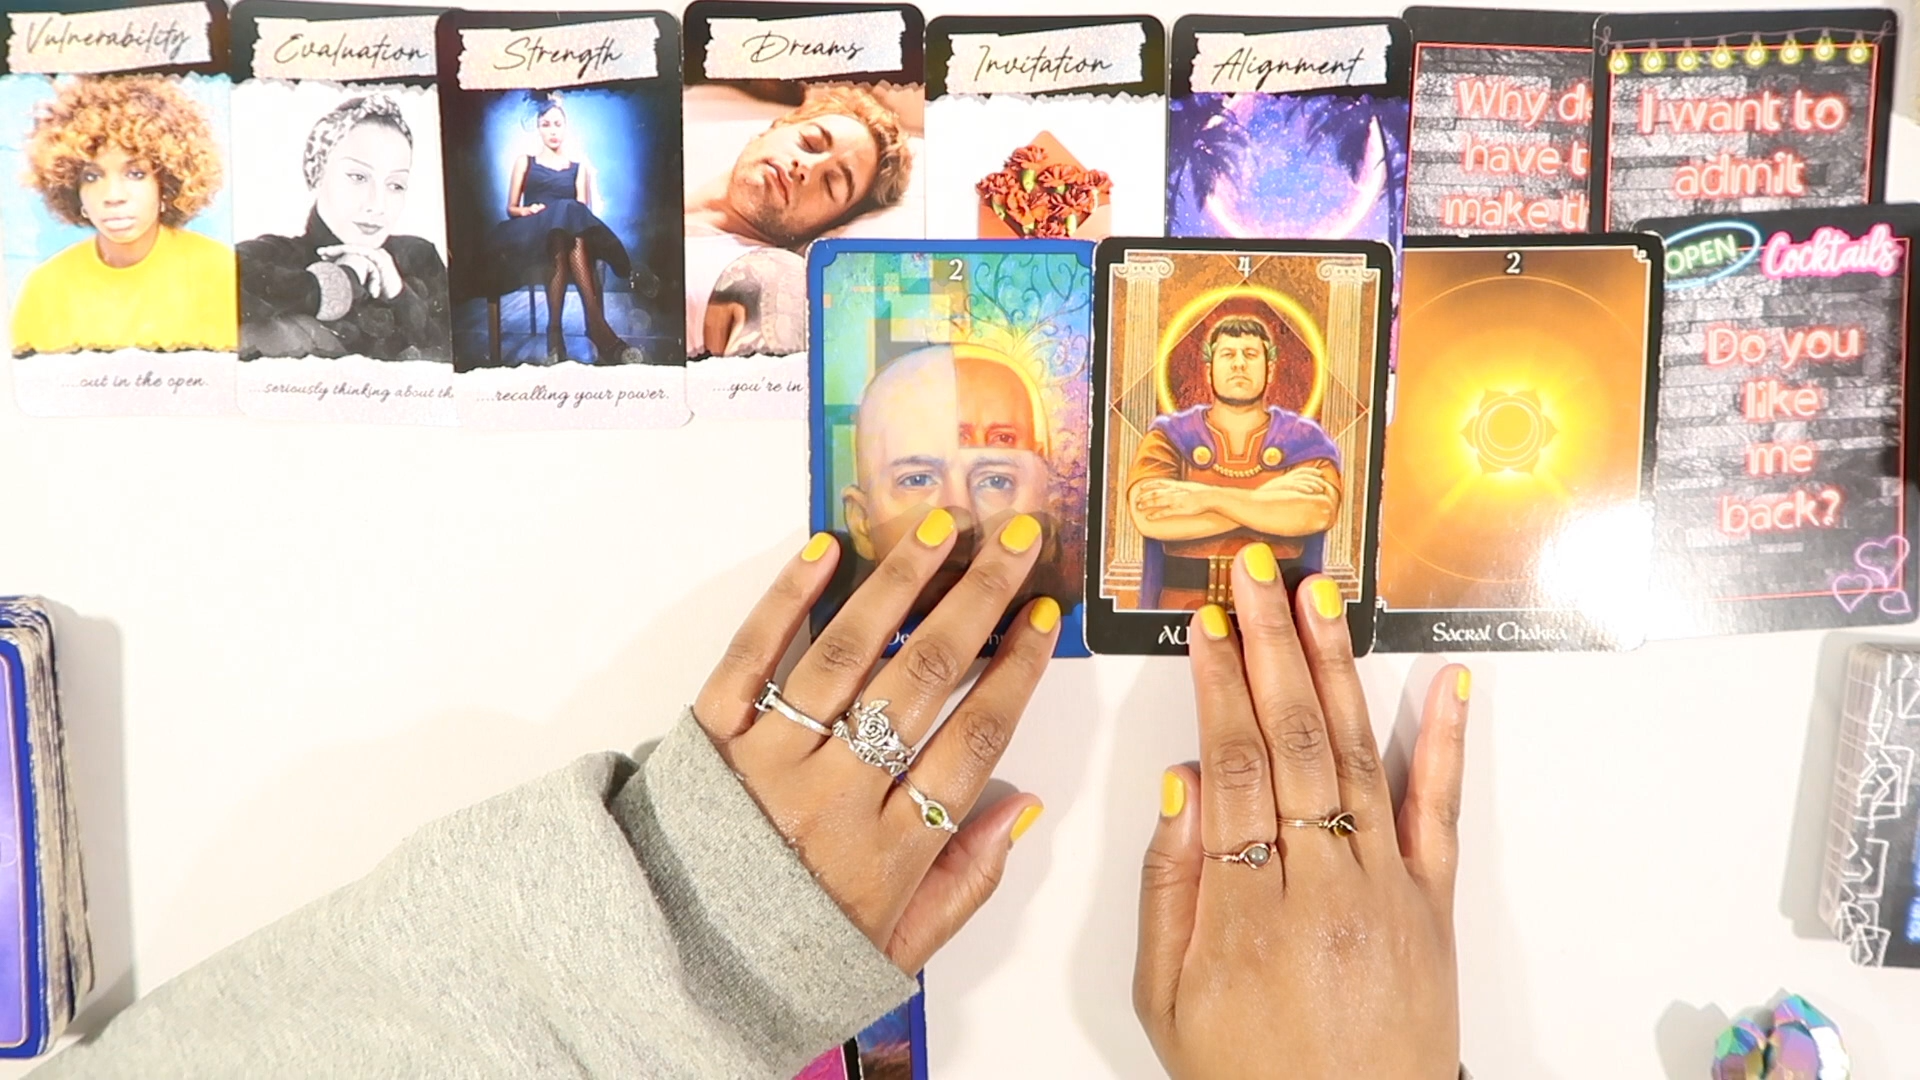 Vulnerability
....out in the open.
Evaluation
...seriously thinking about th
Strength
....recalling your power.
Dreams
....you're in
Invitation
Alignment
Why d
have t
make th
I want to
admit
2
4
AU
2
Sacral Chakra
OPEN
Cocktails
Do you
like
me
back?